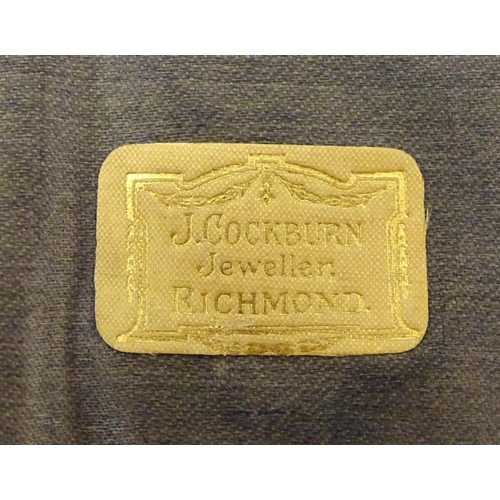 J. COCKBURN
Jeweller.
RICHMOND.